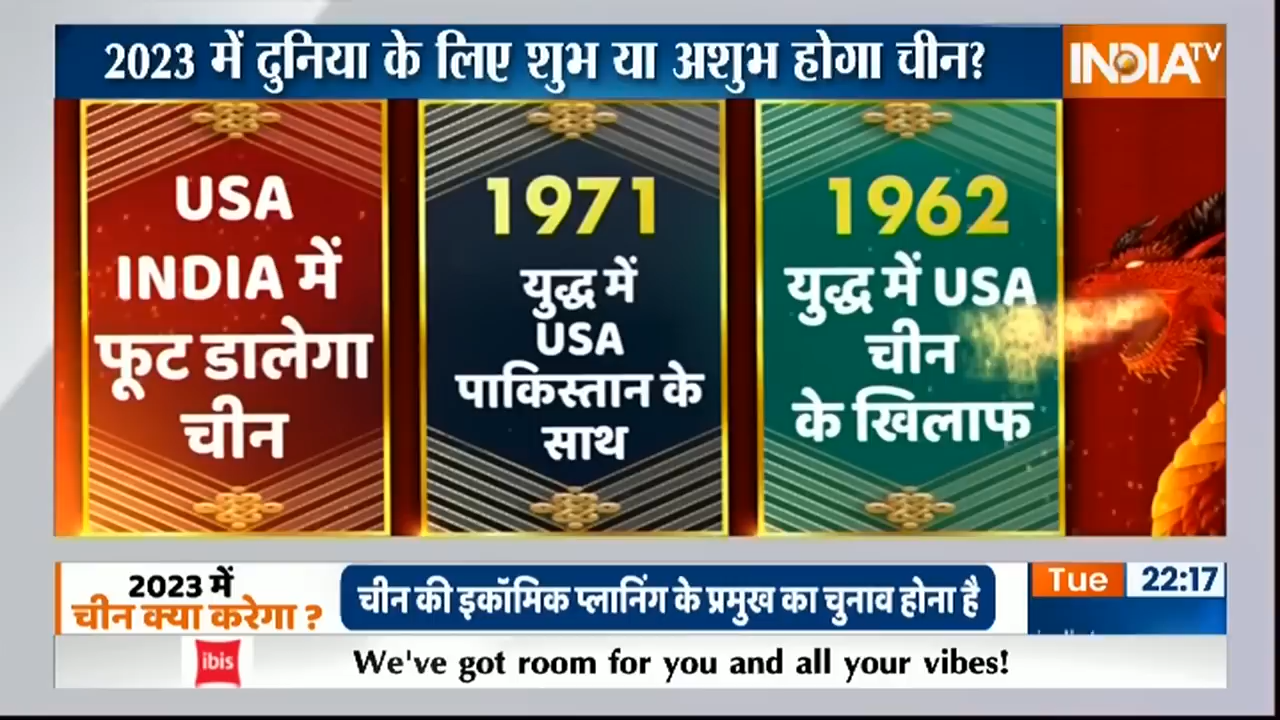 2023 में दुनिया के लिए शुभ या अशुभ होगा चीन?
INDIA TV
USA
INDIA में
फूट डालेगा
चीन
1971
युद्ध में
USA
पाकिस्तान के
साथ
1962
युद्ध में USA
चीन
के खिलाफ
2023 में
चीन क्या करेगा ?
चीन की इकॉमिक प्लानिंग के प्रमुख का चुनाव होना है
Tue 22:17
ibis
We've got room for you and all your vibes!